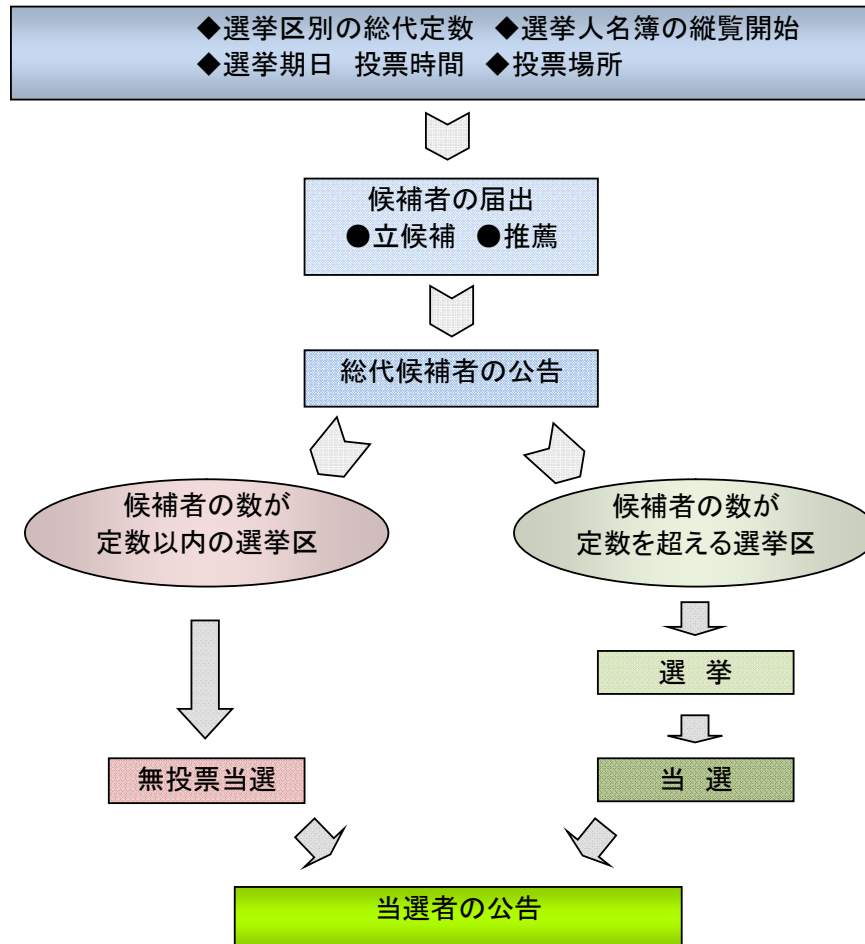 ◆選挙区別の総代定数 ◆選挙人名簿の縦覧開始
◆選挙期日 投票時間 ◆投票場所
候補者の届出
●立候補 ●推薦
総代候補者の公告
候補者の数が
定数以内の選挙区
候補者の数が
定数を超える選挙区
選 挙
無投票当選
当 選
当選者の公告